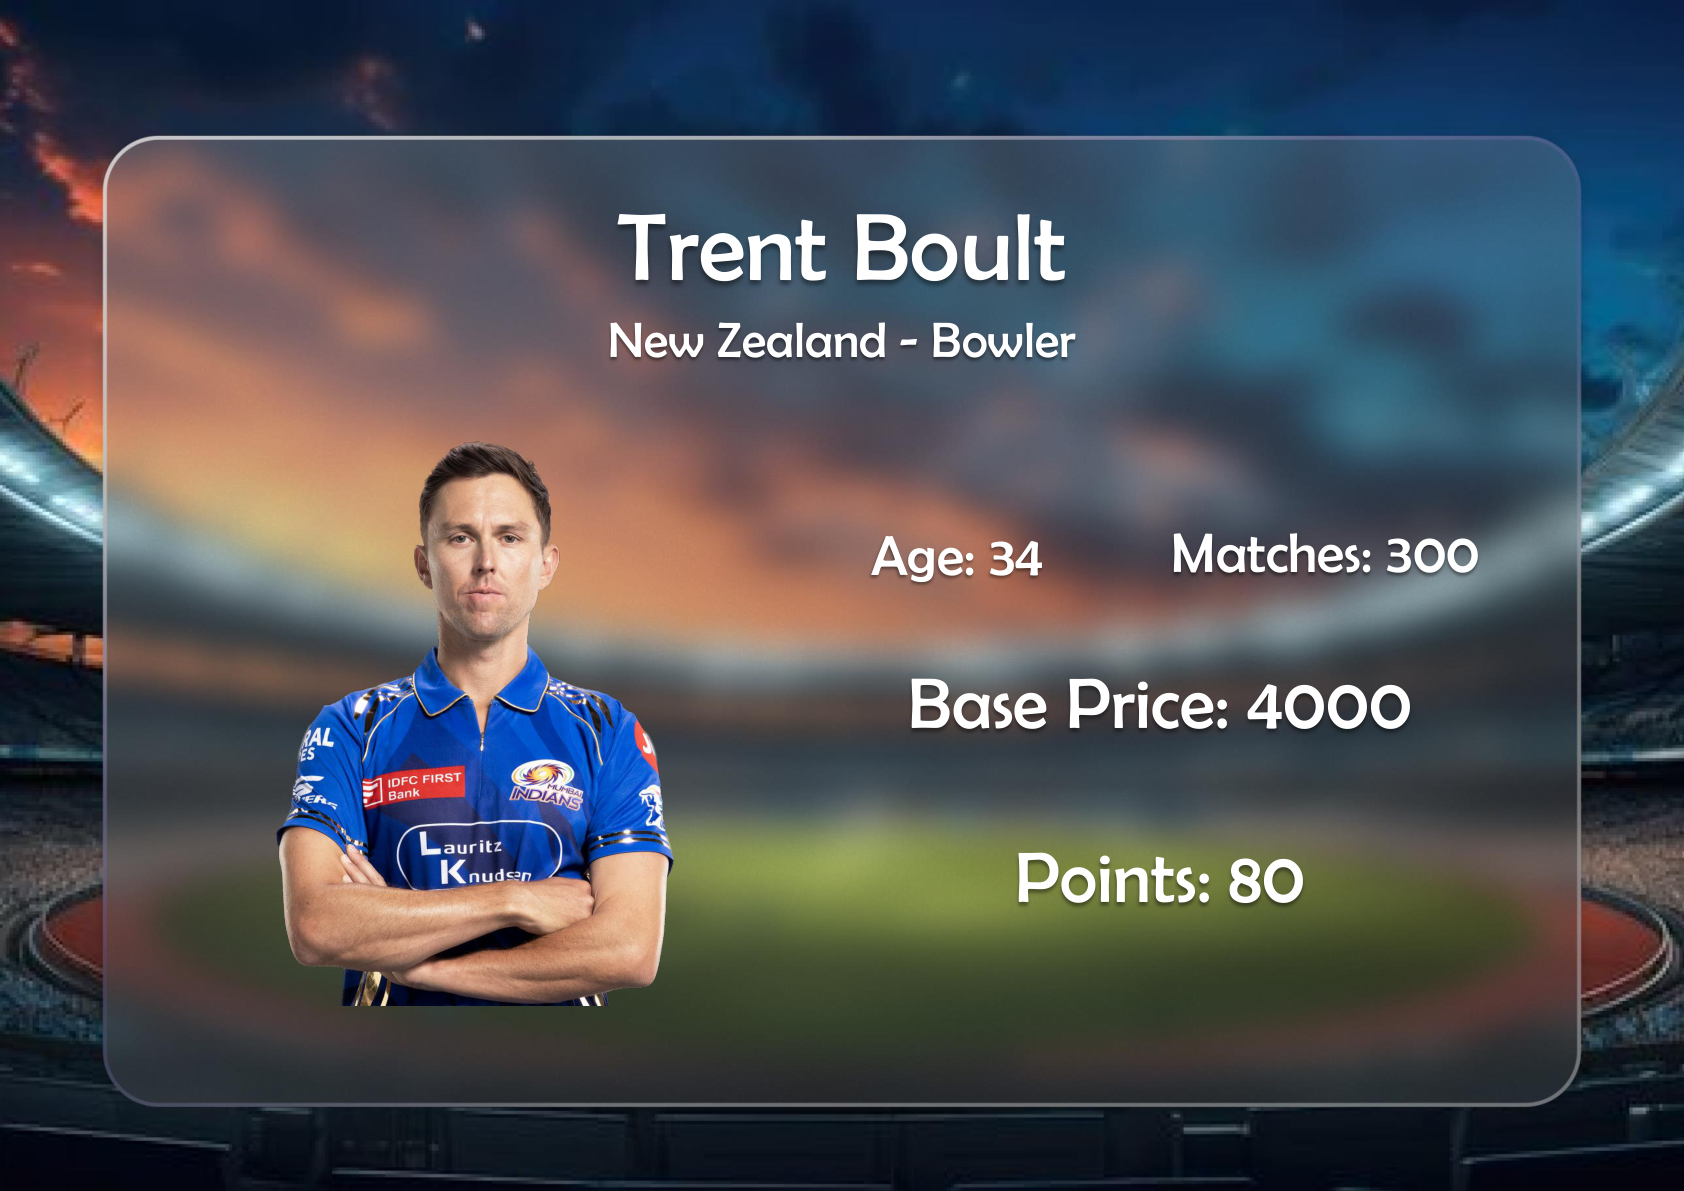 Trent Boult
New Zealand - Bowler
Age: 34
Matches: 300
Base Price: 4000
Points: 80
IDFC FIRST
Bank
MUMBAI
INDIANS
Lauritz
Knudsen